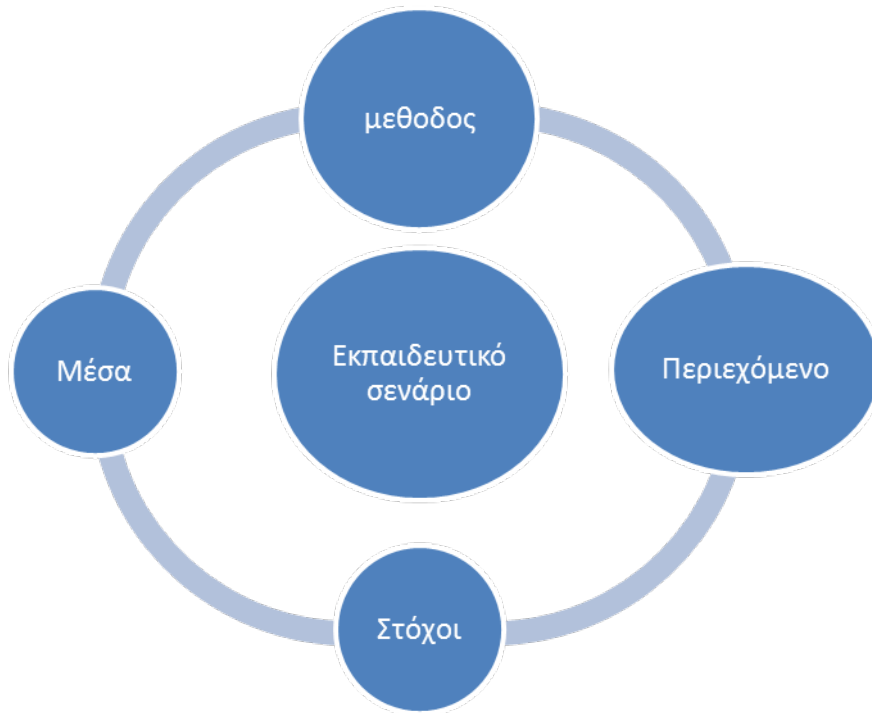 μεθοδος
Μέσα
Εκπαιδευτικό
σενάριο
Περιεχόμενο
Στόχοι